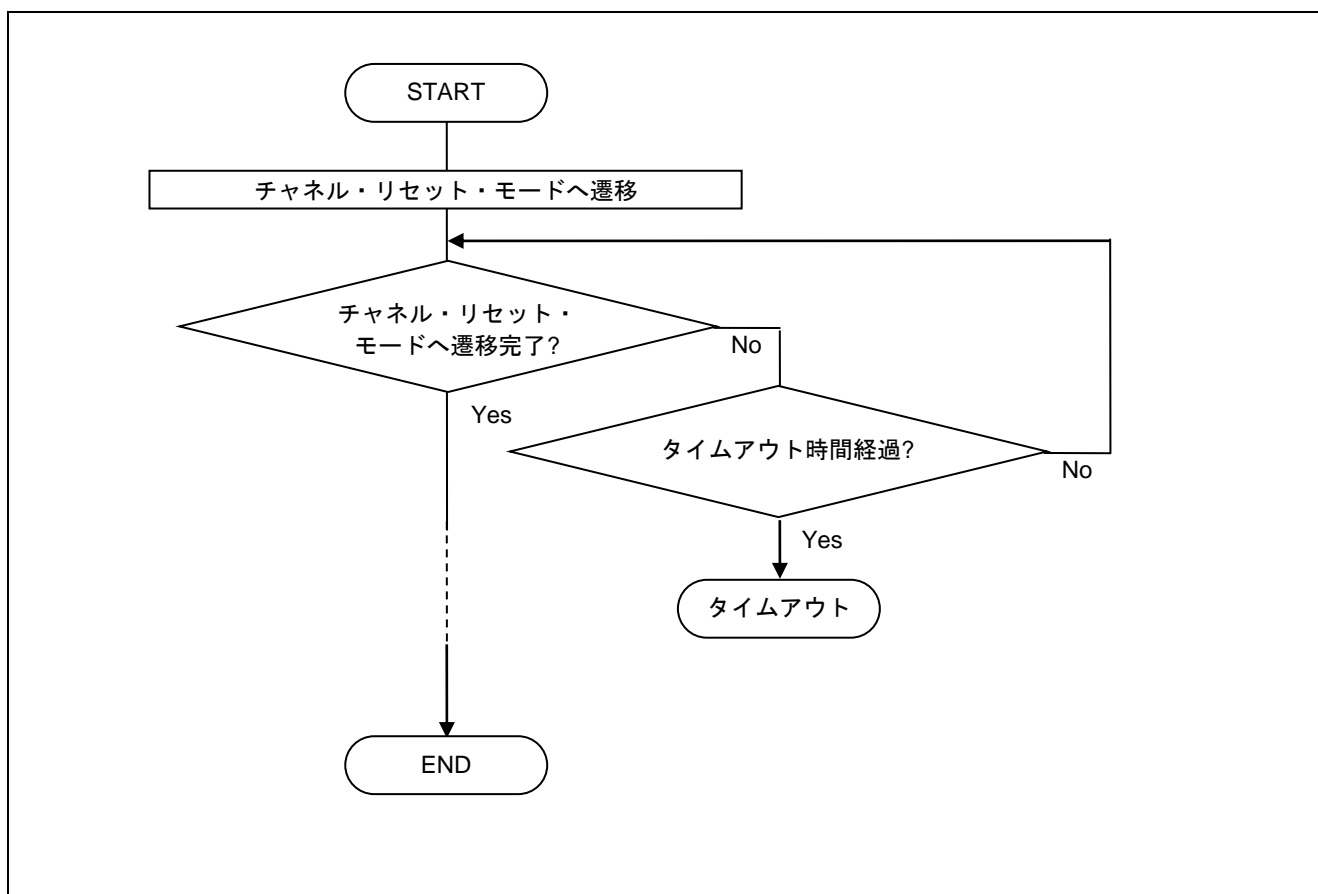 START
チャネル・リセット・モードへ遷移
チャネル・リセット・
モードへ遷移完了?
No
Yes
タイムアウト時間経過?
No
Yes
タイムアウト
END